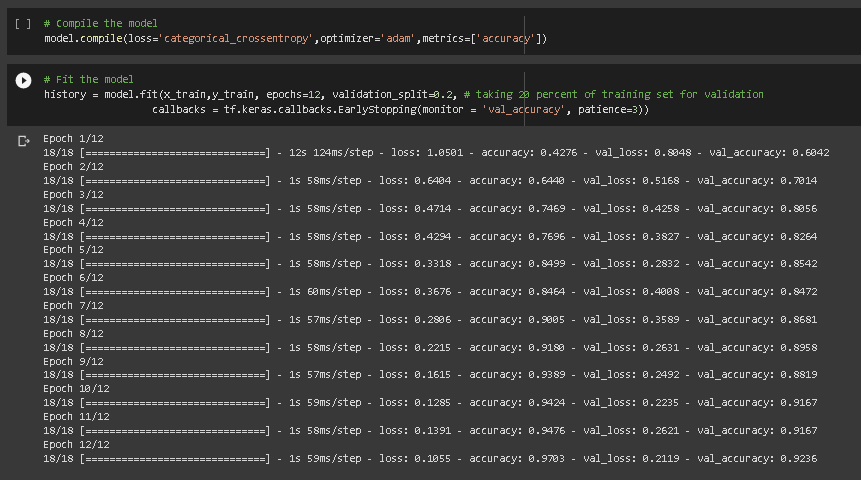 [ ] # Compile the model
model.compile(loss='categorical_crossentropy',optimizer='adam',metrics=['accuracy'])
# Fit the model
history = model.fit(x_train,y_train, epochs=12, validation_split=0.2, # taking 20 percent of training set for validation
callbacks = tf.keras.callbacks.EarlyStopping(monitor = 'val_accuracy', patience=3))
Epoch 1/12
18/18 [==============================] - 12s 124ms/step - loss: 1.0501 - accuracy: 0.4276 - val_loss: 0.8048 - val_accuracy: 0.6042
Epoch 2/12
18/18 [==============================] - 1s 58ms/step - loss: 0.6404 - accuracy: 0.6440 - val_loss: 0.5168 - val_accuracy: 0.7014
Epoch 3/12
18/18 [==============================] - 1s 58ms/step - loss: 0.4714 - accuracy: 0.7469 - val_loss: 0.4258 - val_accuracy: 0.8056
Epoch 4/12
18/18 [==============================] - 1s 58ms/step - loss: 0.4294 - accuracy: 0.7696 - val_loss: 0.3827 - val_accuracy: 0.8264
Epoch 5/12
18/18 [==============================] - 1s 58ms/step - loss: 0.3318 - accuracy: 0.8499 - val_loss: 0.2832 - val_accuracy: 0.8542
Epoch 6/12
18/18 [==============================] - 1s 60ms/step - loss: 0.3676 - accuracy: 0.8464 - val_loss: 0.4008 - val_accuracy: 0.8472
Epoch 7/12
18/18 [==============================] - 1s 57ms/step - loss: 0.2806 - accuracy: 0.9005 - val_loss: 0.3589 - val_accuracy: 0.8681
Epoch 8/12
18/18 [==============================] - 1s 58ms/step - loss: 0.2215 - accuracy: 0.9180 - val_loss: 0.2631 - val_accuracy: 0.8958
Epoch 9/12
18/18 [==============================] - 1s 57ms/step - loss: 0.1615 - accuracy: 0.9389 - val_loss: 0.2492 - val_accuracy: 0.8819
Epoch 10/12
18/18 [==============================] - 1s 59ms/step - loss: 0.1285 - accuracy: 0.9424 - val_loss: 0.2235 - val_accuracy: 0.9167
Epoch 11/12
18/18 [==============================] - 1s 58ms/step - loss: 0.1391 - accuracy: 0.9476 - val_loss: 0.2621 - val_accuracy: 0.9167
Epoch 12/12
18/18 [==============================] - 1s 59ms/step - loss: 0.1055 - accuracy: 0.9703 - val_loss: 0.2119 - val_accuracy: 0.9236